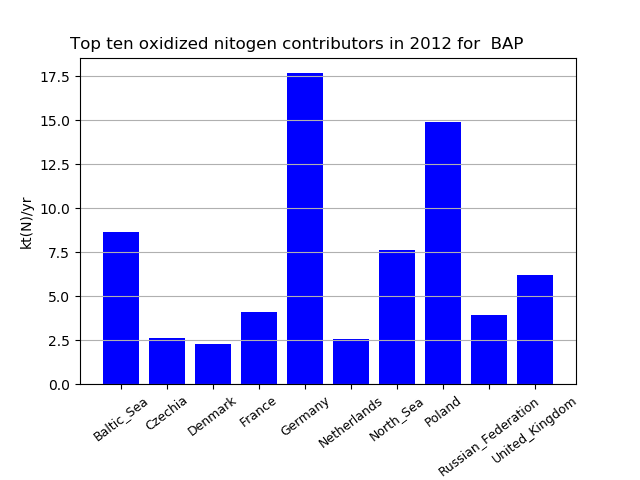 Top ten oxidized nitogen contributors in 2012 for  BAP
17.5
15.0
12.5
10.0
7.5
5.0
2.5
0.0
kt(N)/yr
Baltic_Sea
Czechia
Denmark
France
Germany
Netherlands
North_Sea
Poland
Russian_Federation
United_Kingdom